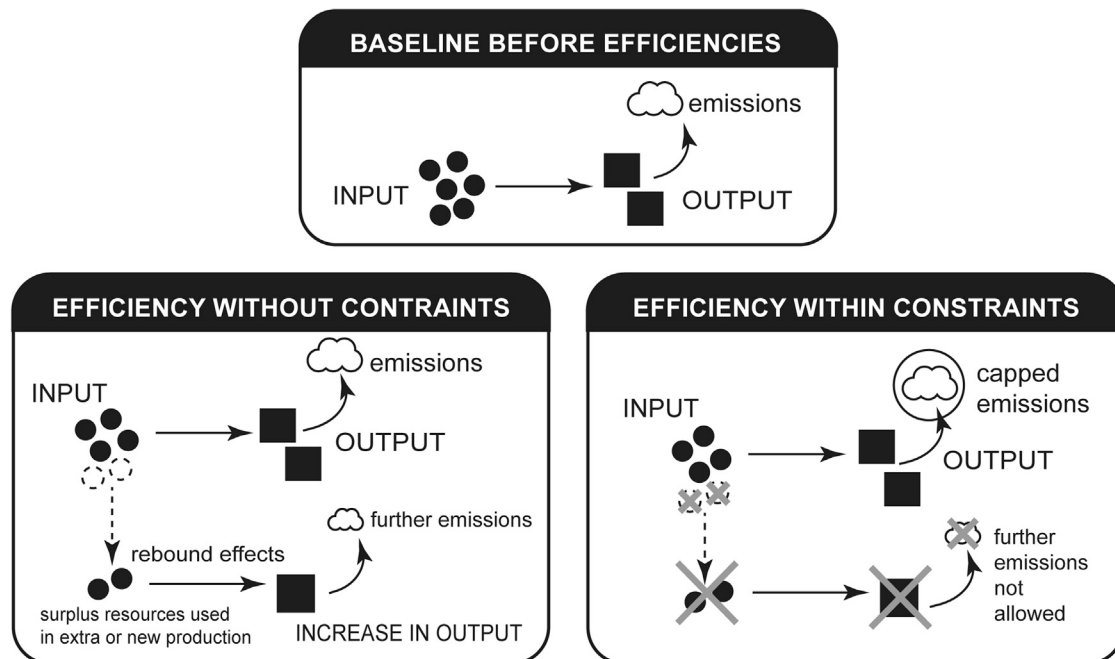 BASELINE BEFORE EFFICIENCIES
emissions
INPUT
OUTPUT
EFFICIENCY WITHOUT CONTRAINTS
emissions
INPUT
OUTPUT
rebound effects
further emissions
surplus resources used
in extra or new production
INCREASE IN OUTPUT
EFFICIENCY WITHIN CONSTRAINTS
capped
emissions
INPUT
OUTPUT
further
emissions
not
allowed